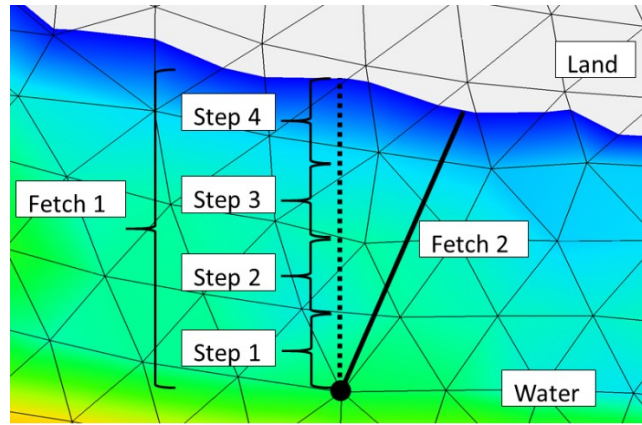 Land
Step 4
Step 3
Fetch 1
Fetch 2
Step 2
Step 1
Water